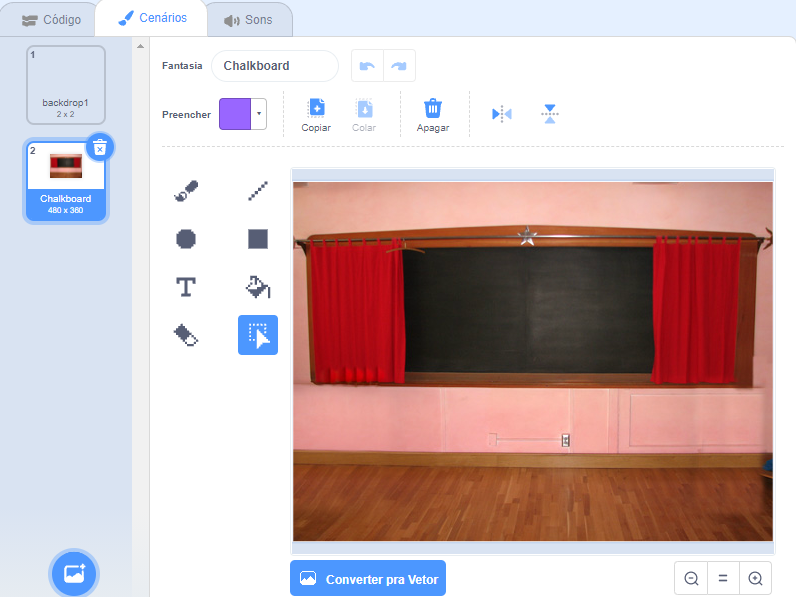 Código
Cenários
Sons
1
backdrop1
2 x 2
2
Chalkboard
480 x 360
Fantasia
Chalkboard
Preencher
Copiar
Colar
Apagar
T
Converter pra Vetor